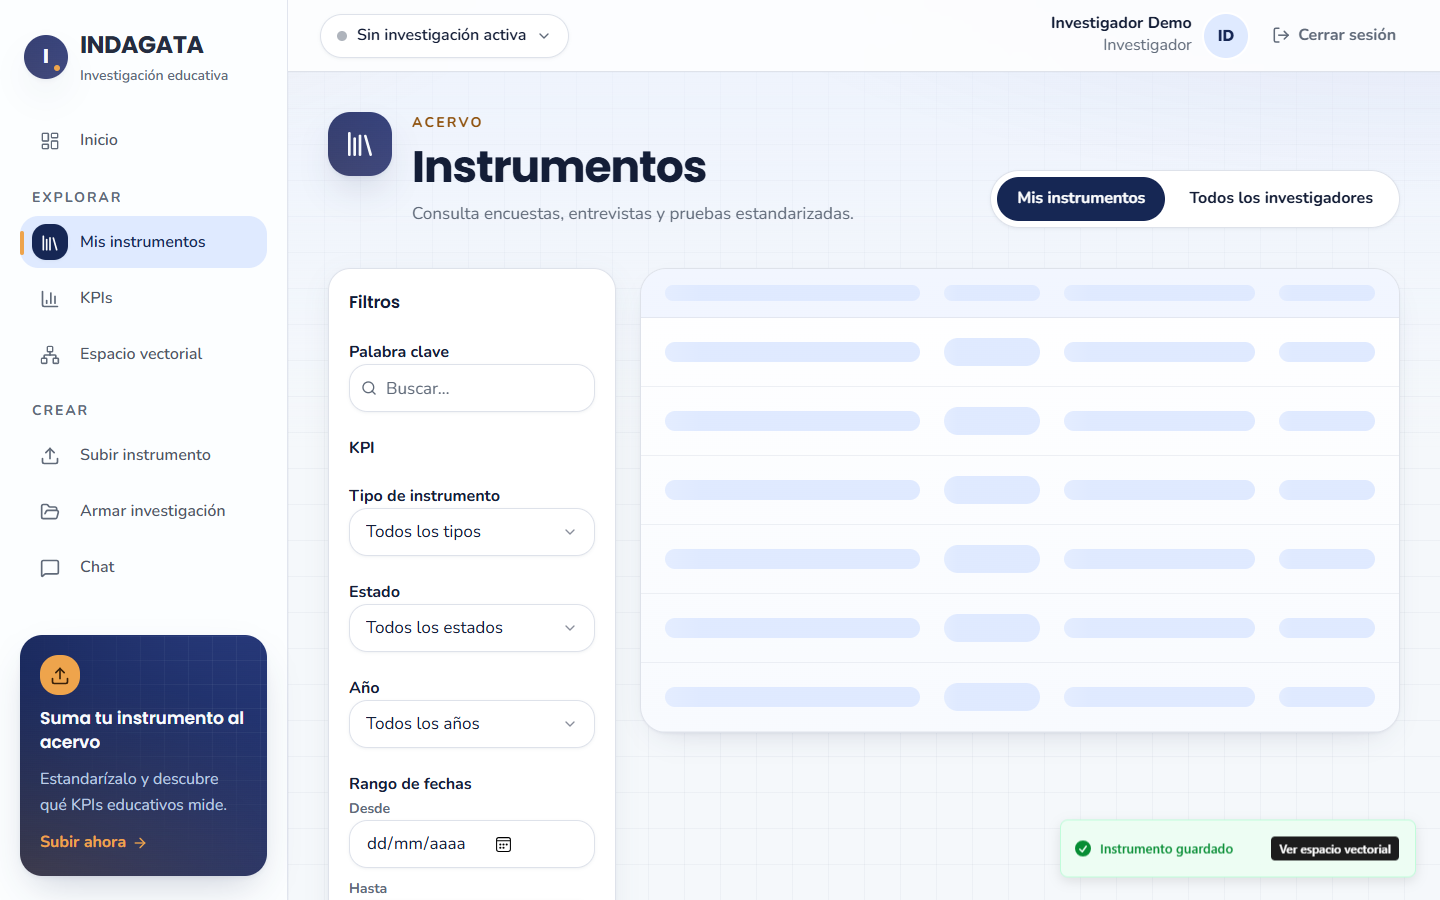 INDAGATA
Investigación educativa
Inicio
EXPLORAR
Mis instrumentos
KPIs
Espacio vectorial
CREAR
Subir instrumento
Armar investigación
Chat
Suma tu instrumento al
acervo
Estandarízalo y descubre
qué KPIs educativos mide.
Subir ahora →
Sin investigación activa
Investigador Demo
Investigador
ID
Cerrar sesión
ACERVO
Instrumentos
Consulta encuestas, entrevistas y pruebas estandarizadas.
Mis instrumentos
Todos los investigadores
Filtros
Palabra clave
Buscar...
KPI
Tipo de instrumento
Todos los tipos
Estado
Todos los estados
Año
Todos los años
Rango de fechas
Desde
dd/mm/aaaa
Hasta
Instrumento guardado
Ver espacio vectorial